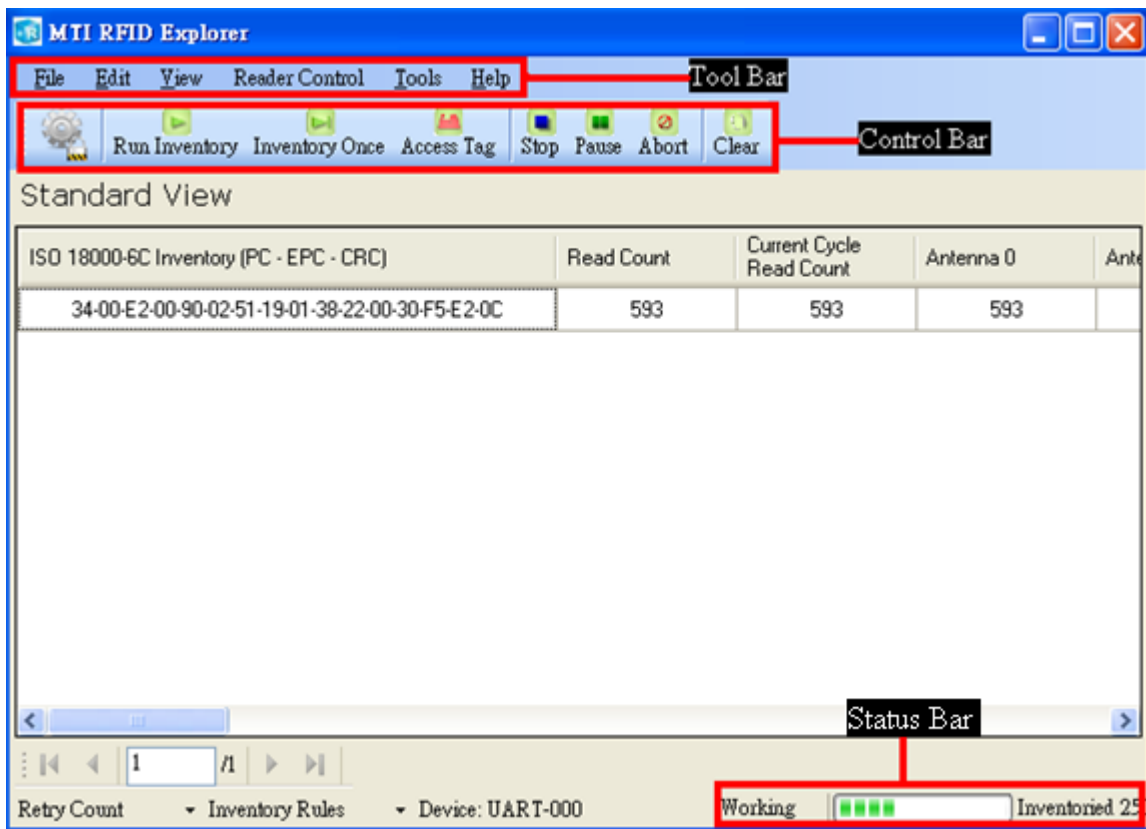 MTI RFID Explorer
File Edit View Reader Control Tools Help
Tool Bar
Run Inventory Inventory Once Access Tag Stop Pause Abort Clear
Control Bar
Standard View
ISO 18000-6C Inventory (PC - EPC - CRC) Read Count Current Cycle Read Count Antenna 0 Ante
34-00-E2-00-90-02-51-19-01-38-22-00-30-F5-E2-0C 593 593 593
Status Bar
1 /1
Retry Count Inventory Rules Device: UART-000 Working Inventoried 25